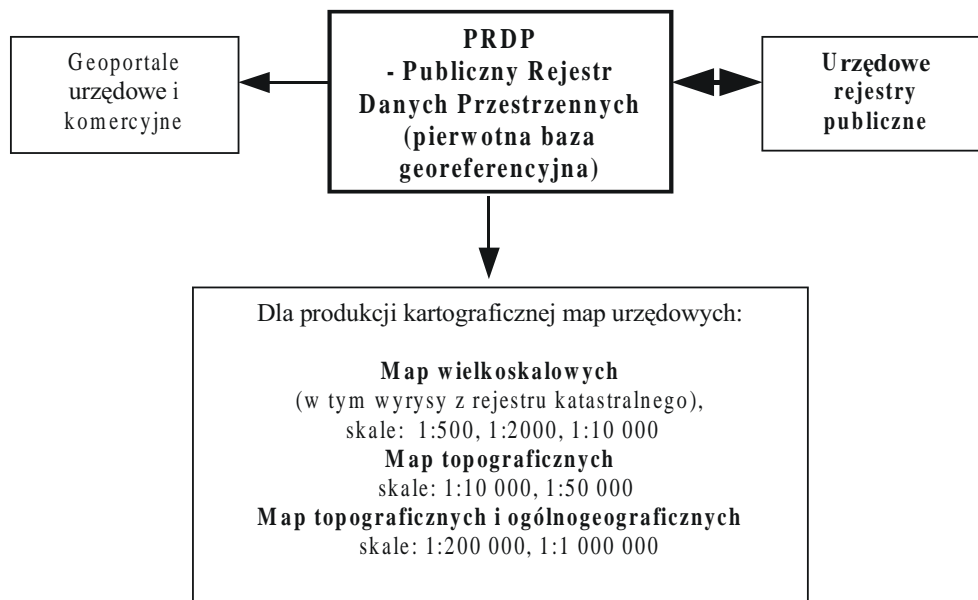 Geoportale
urzędowe i
komercyjne
PRDP
- Publiczny Rejestr
Danych Przestrzennych
(pierwotna baza
georeferencyjna)
Urzędowe
rejestry
publiczne
Dla produkcji kartograficznej map urzędowych:
Map wielkoskalowych
(w tym wyrysy z rejestru katastralnego),
skale: 1:500, 1:2000, 1:10 000
Map topograficznych
skale: 1:10 000, 1:50 000
Map topograficznych i ogólnogeograficznych
skale: 1:200 000, 1:1 000 000